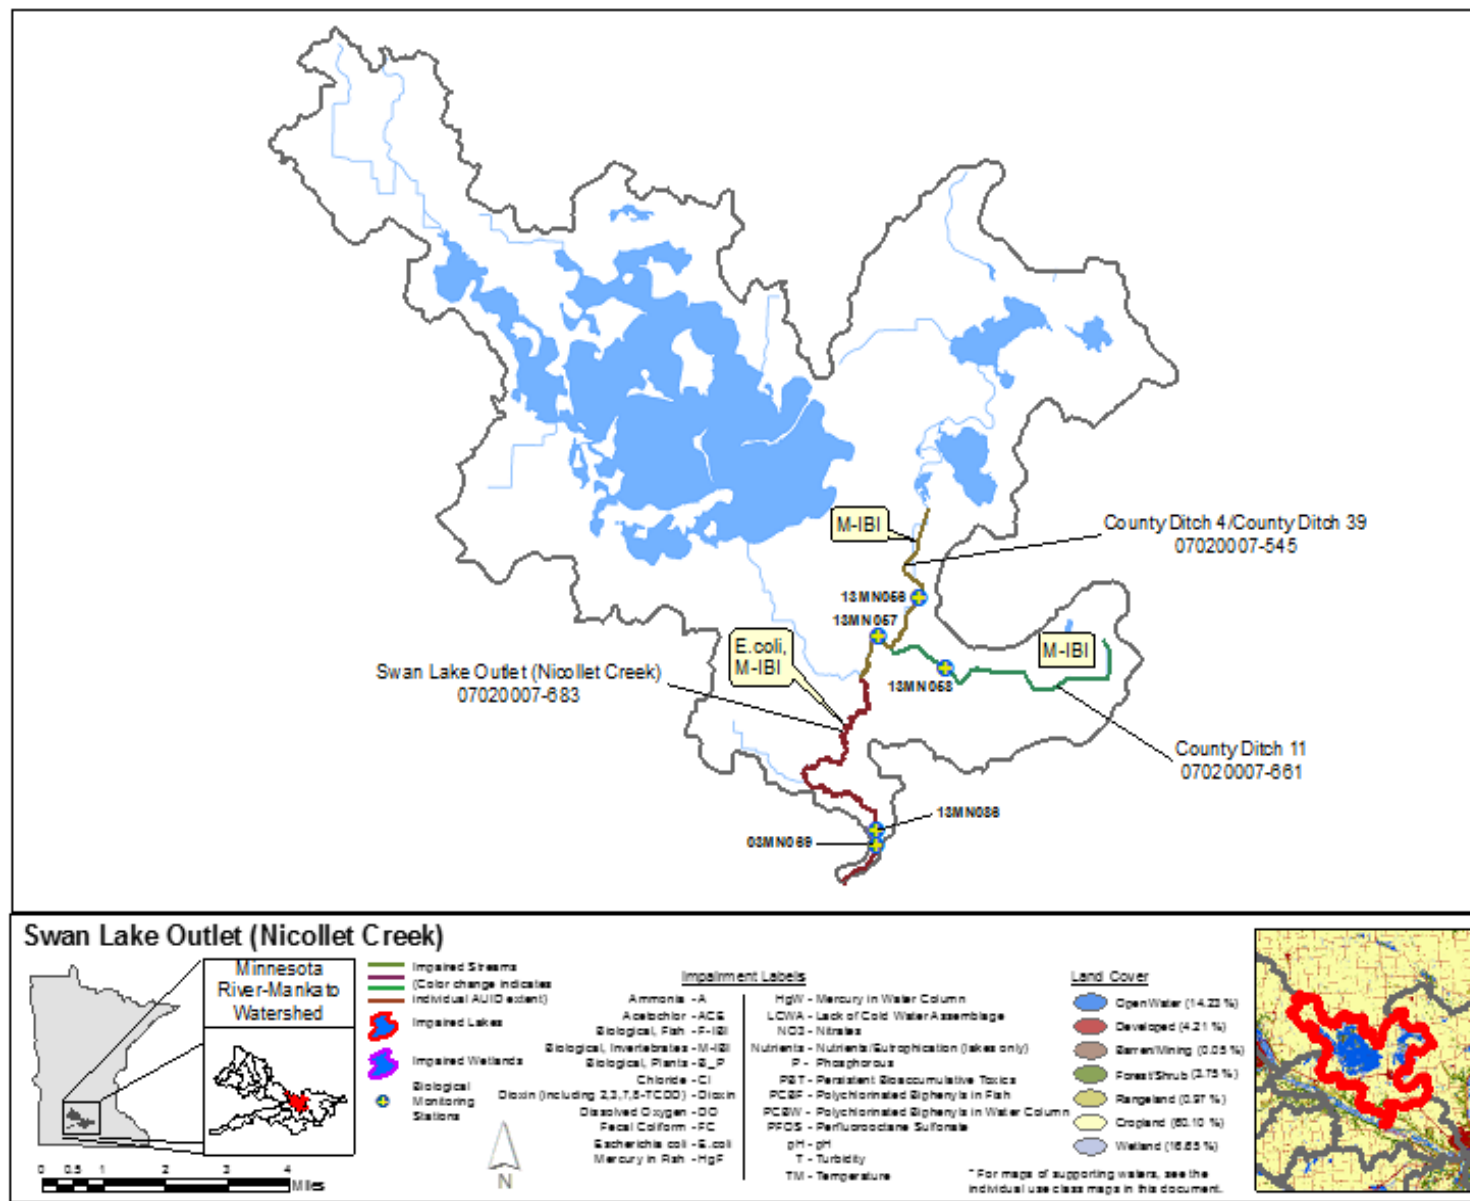 M-IBI
County Ditch 4/County Ditch 39
07020007-545
13MN056
13MN057
E.coli,
M-IBI
M-IBI
Swan Lake Outlet (Nicollet Creek)
07020007-683
13MN058
County Ditch 11
07020007-661
13MN086
03MN069
Swan Lake Outlet (Nicollet Creek)
Minnesota
River-Mankato
Watershed
Impaired Streams
(Color change indicates
individual AUID extent)
Impaired Lakes
Impaired Wetlands
Biological
Monitoring
Stations
0 0.5 1 2 3 4
Miles
N
Impairment Labels
Ammonia - A
Acetochlor - ACE
Biological, Fish - F-IBI
Biological, Invertebrates - M-IBI
Biological, Plants - B_P
Chloride - Cl
Dioxin (including 2,3,7,8-TCDD) - Dioxin
Dissolved Oxygen - DO
Fecal Coliform - FC
Escherichia coli - E.coli
Mercury in Fish - HgF
HgW - Mercury in Water Column
LCWA - Lack of Cold Water Assemblage
NO3 - Nitrates
Nutrients - Nutrients/Eutrophication (lakes only)
P - Phosphorous
PBT - Persistent Bioaccumulative Toxics
PCBF - Polychlorinated Biphenyls in Fish
PCBW - Polychlorinated Biphenyls in Water Column
PFOS - Perfluorooctane Sulfonate
pH - pH
T - Turbidity
TM - Temperature
Land Cover
Open Water (14.23 %)
Developed (4.21 %)
Barren/Mining (0.05 %)
Forest/Shrub (3.75 %)
Rangeland (0.97 %)
Cropland (60.10 %)
Wetland (16.65 %)
* For maps of supporting waters, see the
individual use class maps in this document.